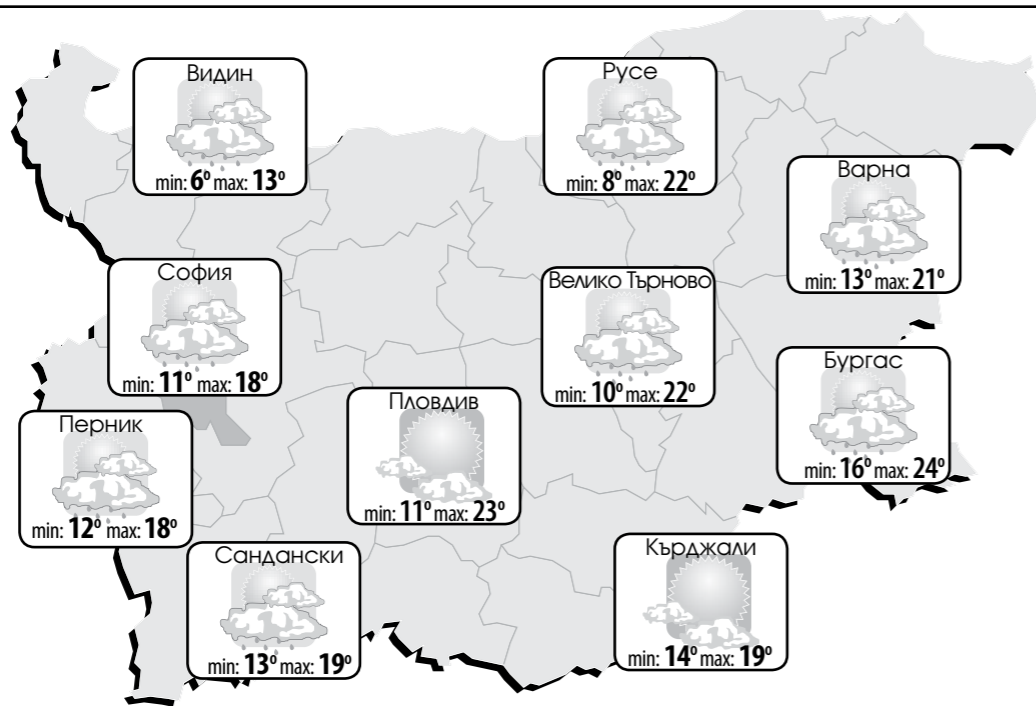 Видин
min: 6° max: 13°
Русе
min: 8° max: 22°
Варна
min: 13° max: 21°
София
min: 11° max: 18°
Велико Търново
min: 10° max: 22°
Бургас
min: 16° max: 24°
Пловдив
min: 11° max: 23°
Перник
min: 12° max: 18°
Сандански
min: 13° max: 19°
Кърджали
min: 14° max: 19°